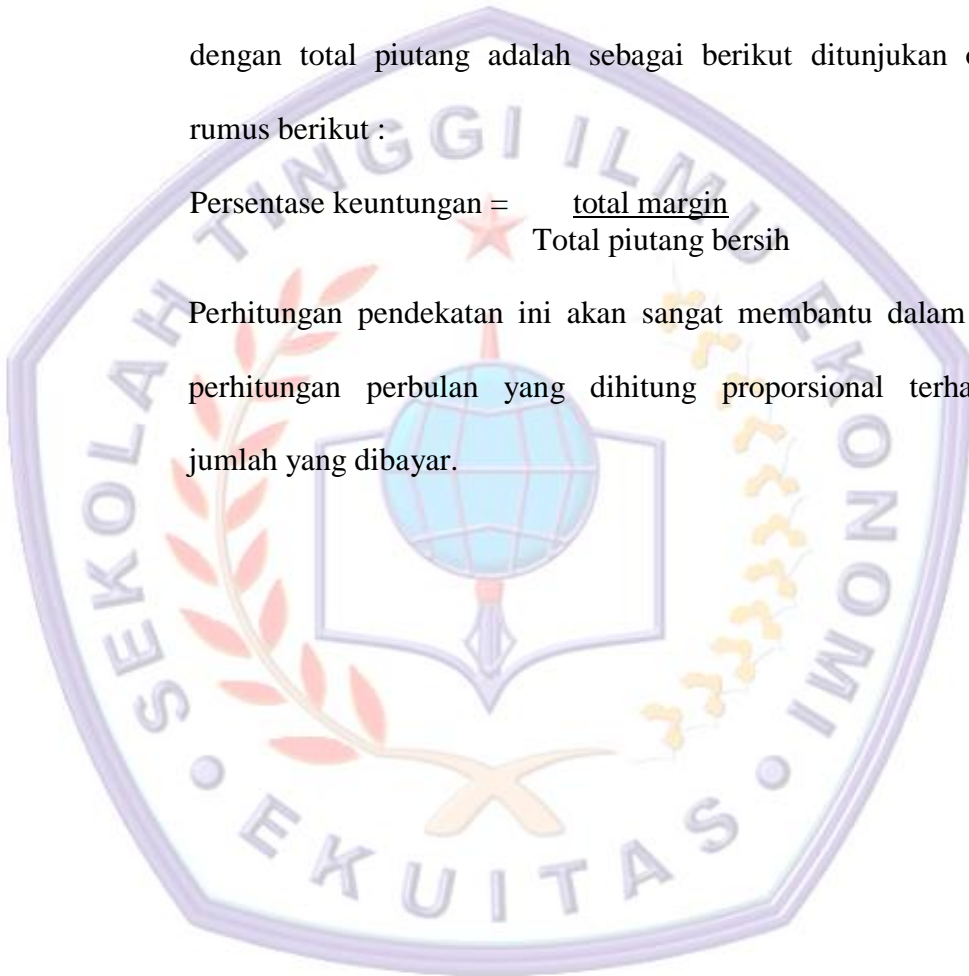 dengan total piutang adalah sebagai berikut ditunjukan
rumus berikut :
Persentase keuntungan = total margin
Total piutang bersih
Perhitungan pendekatan ini akan sangat membantu dalam
perhitungan perbulan yang dihitung proporsional
jumlah yang dibayar.
SEKOLAH TINGGI ILMU EKONOMI
EKUITAS